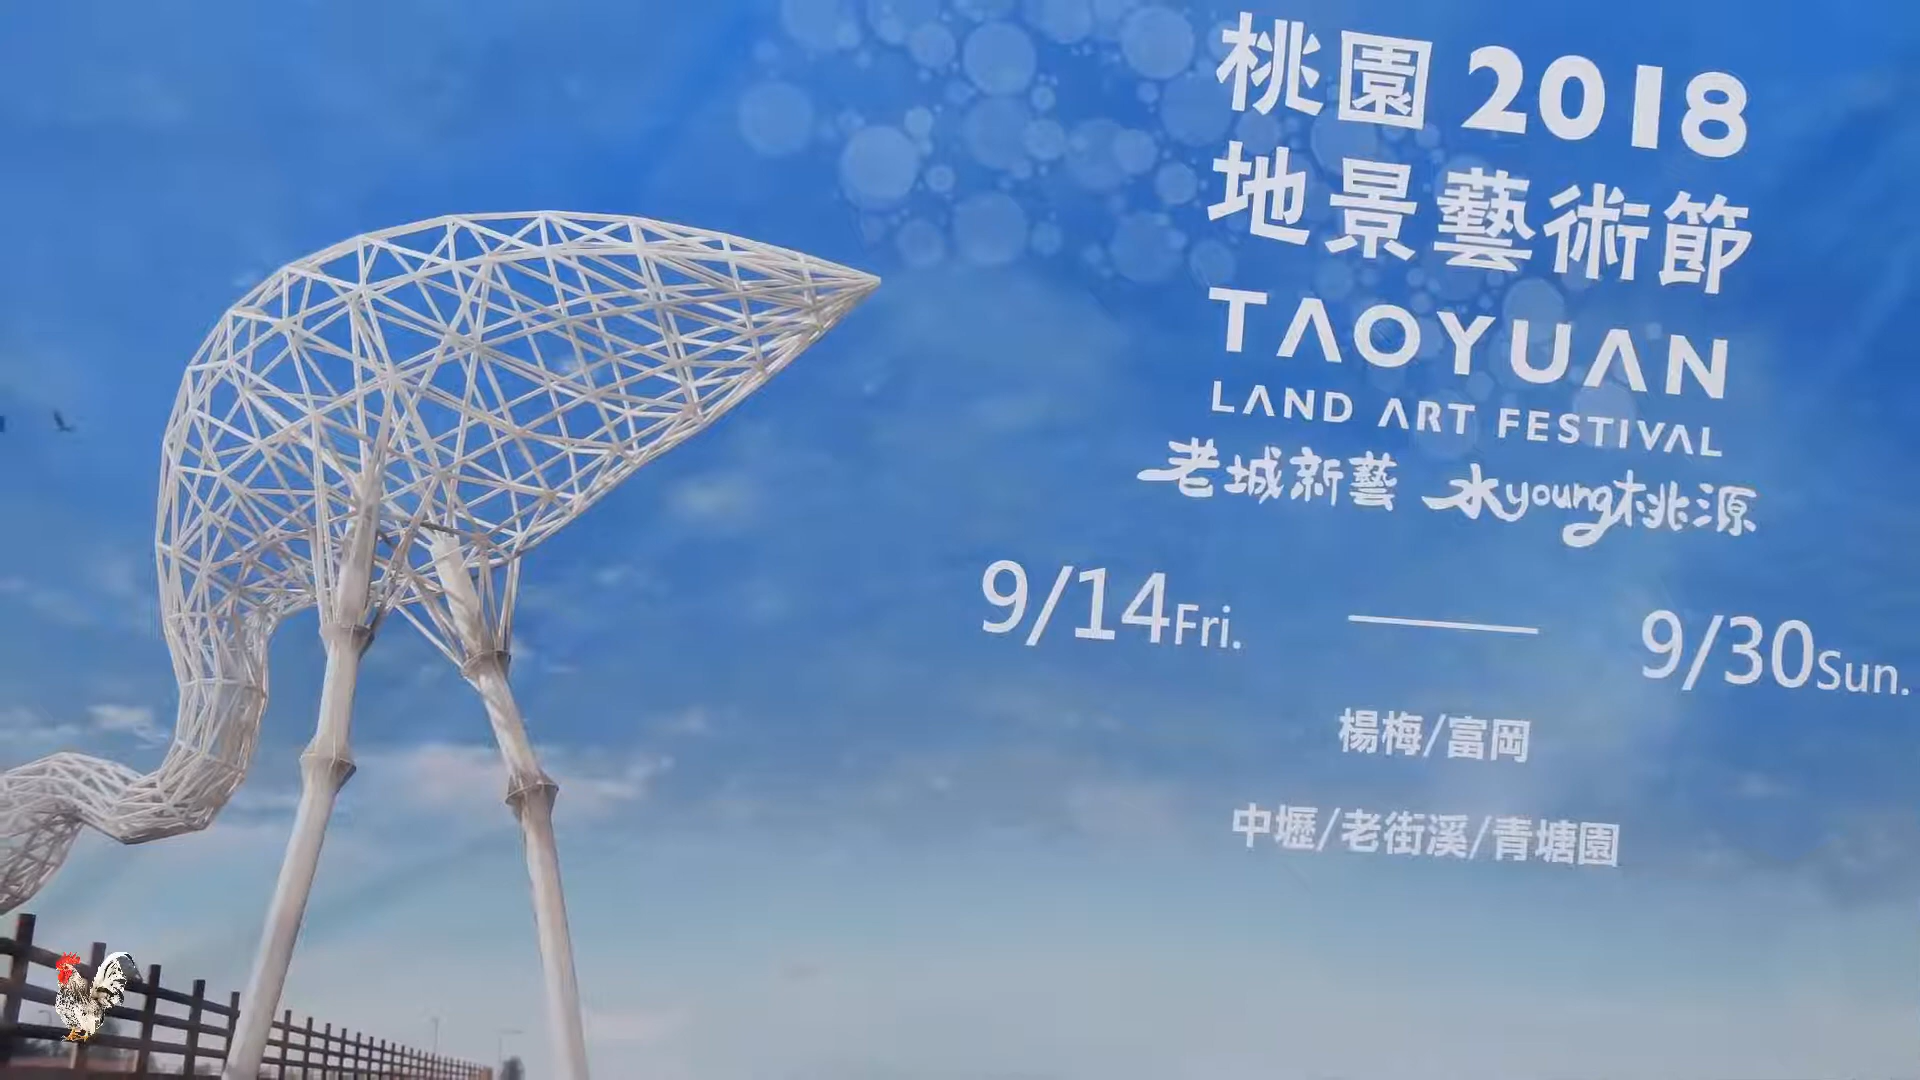 桃園 2018
地景藝術節
TAOYUAN
LAND ART FESTIVAL
老城新藝 水young桃源
9/14Fri. — 9/30Sun.
楊梅/富岡
中壢/老街溪/青塘園